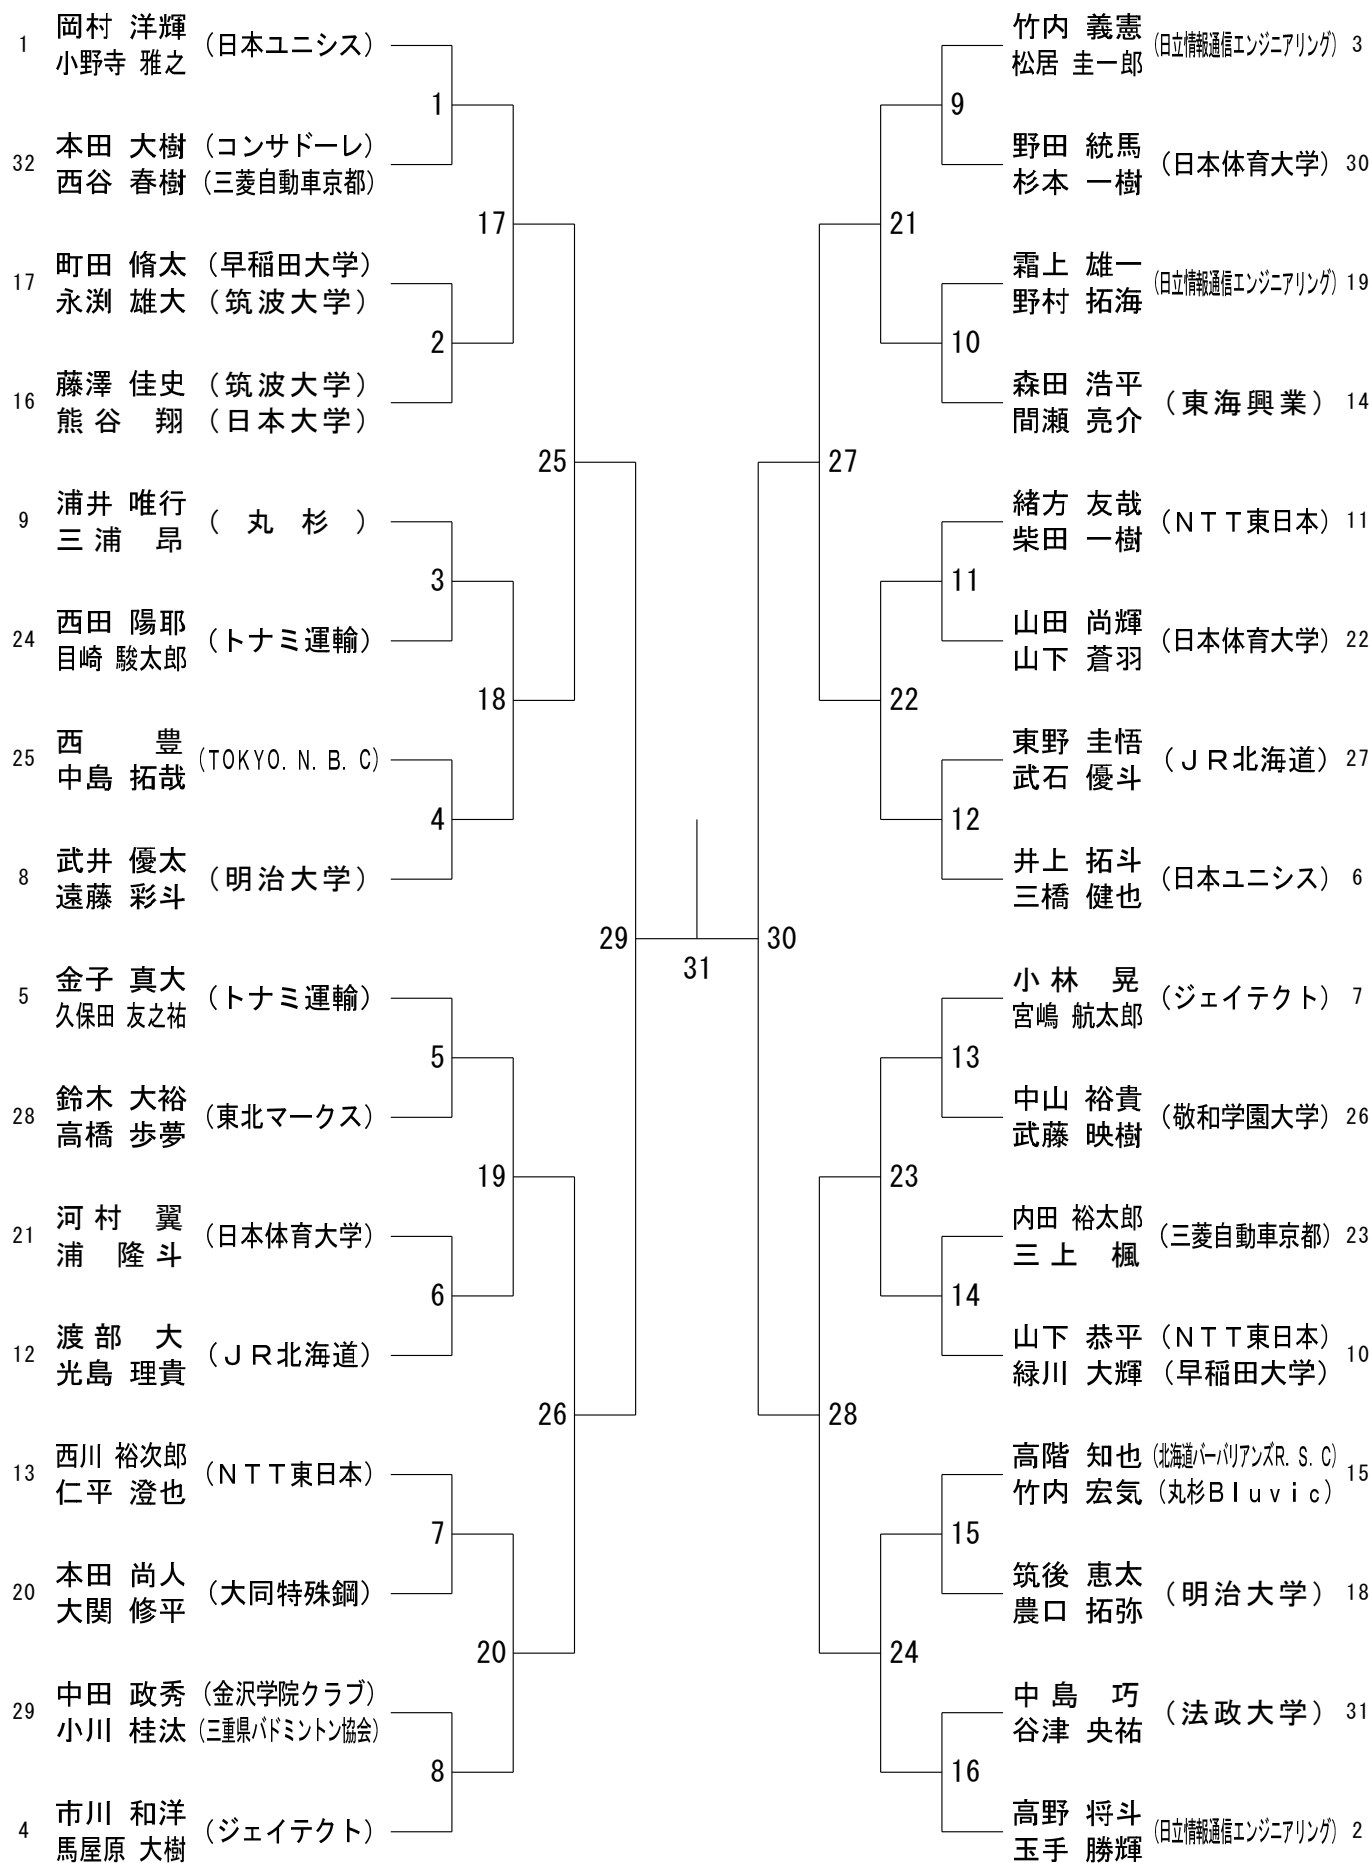 1 岡村 洋輝 (日本ユニシス)
小野寺 雅之
1
32 本田 大樹 (コンサドーレ)
西谷 春樹 (三菱自動車京都)
17
17 町田 脩太 (早稲田大学)
永渕 雄大 (筑波大学)
2
16 藤澤 佳史 (筑波大学)
熊谷 翔 (日本大学)
25
9 浦井 唯行 (丸杉)
三浦 昂
3
24 西田 陽耶 (トナミ運輸)
目崎 駿太郎
18
25 西 豊 (TOKYO.N.B.C)
中島 拓哉
4
8 武井 優太 (明治大学)
遠藤 彩斗
29
5 金子 真大 (トナミ運輸)
久保田 友之祐
5
28 鈴木 大裕 (東北マークス)
高橋 歩夢
19
21 河村 翼 (日本体育大学)
浦 隆斗
6
12 渡部 大 (JR北海道)
光島 理貴
26
13 西川 裕次郎 (NTT東日本)
仁平 澄也
7
20 本田 尚人 (大同特殊鋼)
大関 修平
20
29 中田 政秀 (金沢学院クラブ)
小川 桂汰 (三重県バドミントン協会)
8
4 市川 和洋 (ジェイテクト)
馬屋原 大樹
31
竹内 義憲 (日立情報通信エンジニアリング) 3
松居 圭一郎
9
野田 統馬 (日本体育大学) 30
杉本 一樹
21
霜上 雄一 (日立情報通信エンジニアリング) 19
野村 拓海
10
森田 浩平 (東海興業) 14
間瀬 亮介
27
緒方 友哉 (NTT東日本) 11
柴田 一樹
11
山田 尚輝 (日本体育大学) 22
山下 蒼羽
22
東野 圭悟 (JR北海道) 27
武石 優斗
12
井上 拓斗 (日本ユニシス) 6
三橋 健也
30
小林 晃 (ジェイテクト) 7
宮嶋 航太郎
13
中山 裕貴 (敬和学園大学) 26
武藤 映樹
23
内田 裕太郎 (三菱自動車京都) 23
三上 楓
14
山下 恭平 (NTT東日本) 10
緑川 大輝 (早稲田大学)
28
高階 知也 (北海道バーバリアンズR.S.C) 15
竹内 宏気 (丸杉Bluvic)
15
筑後 恵太 (明治大学) 18
農口 拓弥
24
中島 巧 (法政大学) 31
谷津 央祐
16
高野 将斗 (日立情報通信エンジニアリング) 2
玉手 勝輝